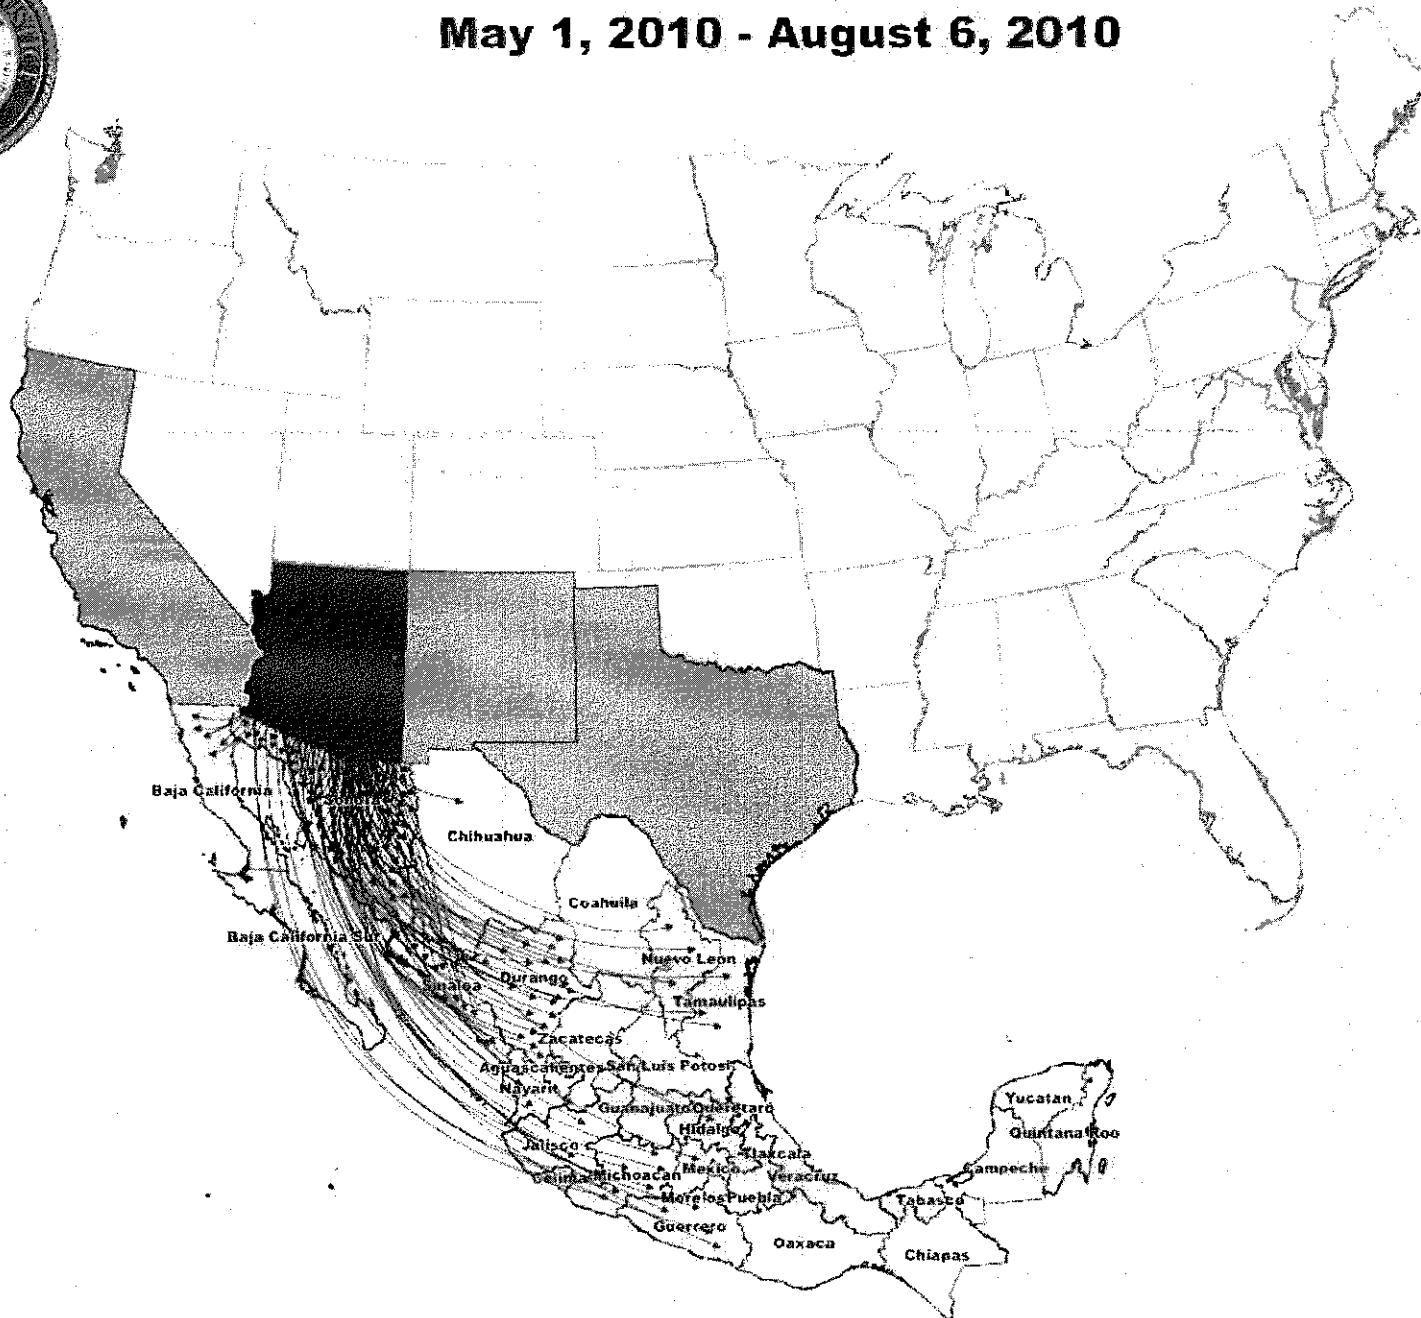 May 1, 2010 - August 6, 2010
Baja California
Sonora
Chihuahua
Coahuila
Baja California Sur
Nuevo Leon
Sinaloa
Durango
Tamaulipas
Zacatecas
Aguascalientes
San Luis Potosi
Nayarit
Guanajuato
Queretaro
Hidalgo
Jalisco
Tlaxcala
Colima
Michoacan
Mexico
Veracruz
Morelos
Puebla
Guerrero
Oaxaca
Yucatan
Quintana Roo
Campeche
Tabasco
Chiapas